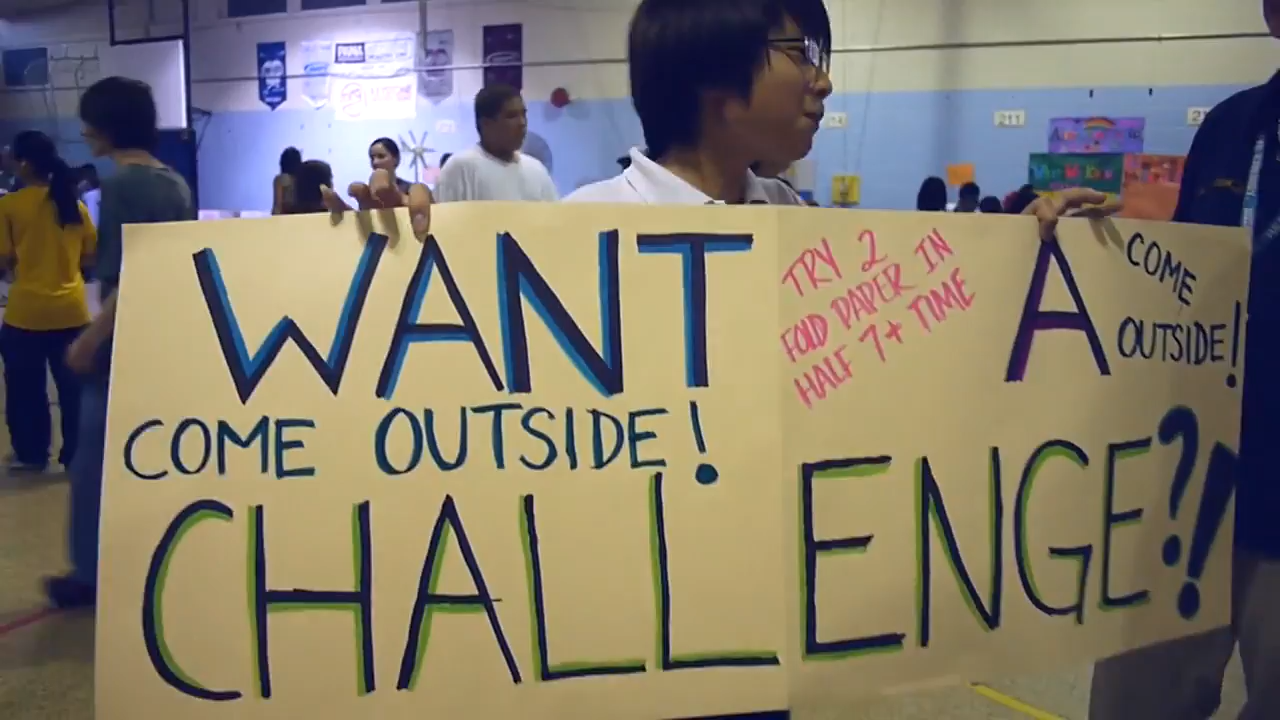 WANT A
TRY 2
FOLD PAPER IN
HALF 7+ TIME
COME
OUTSIDE!
COME OUTSIDE!
CHALLENGE?!
211